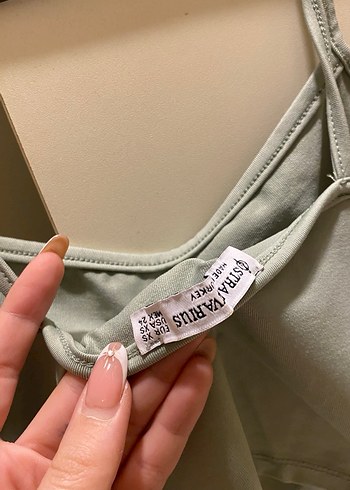 STRADIVARIUS
MADE IN TURKEY
EUR XS
USA XS
MEX 24